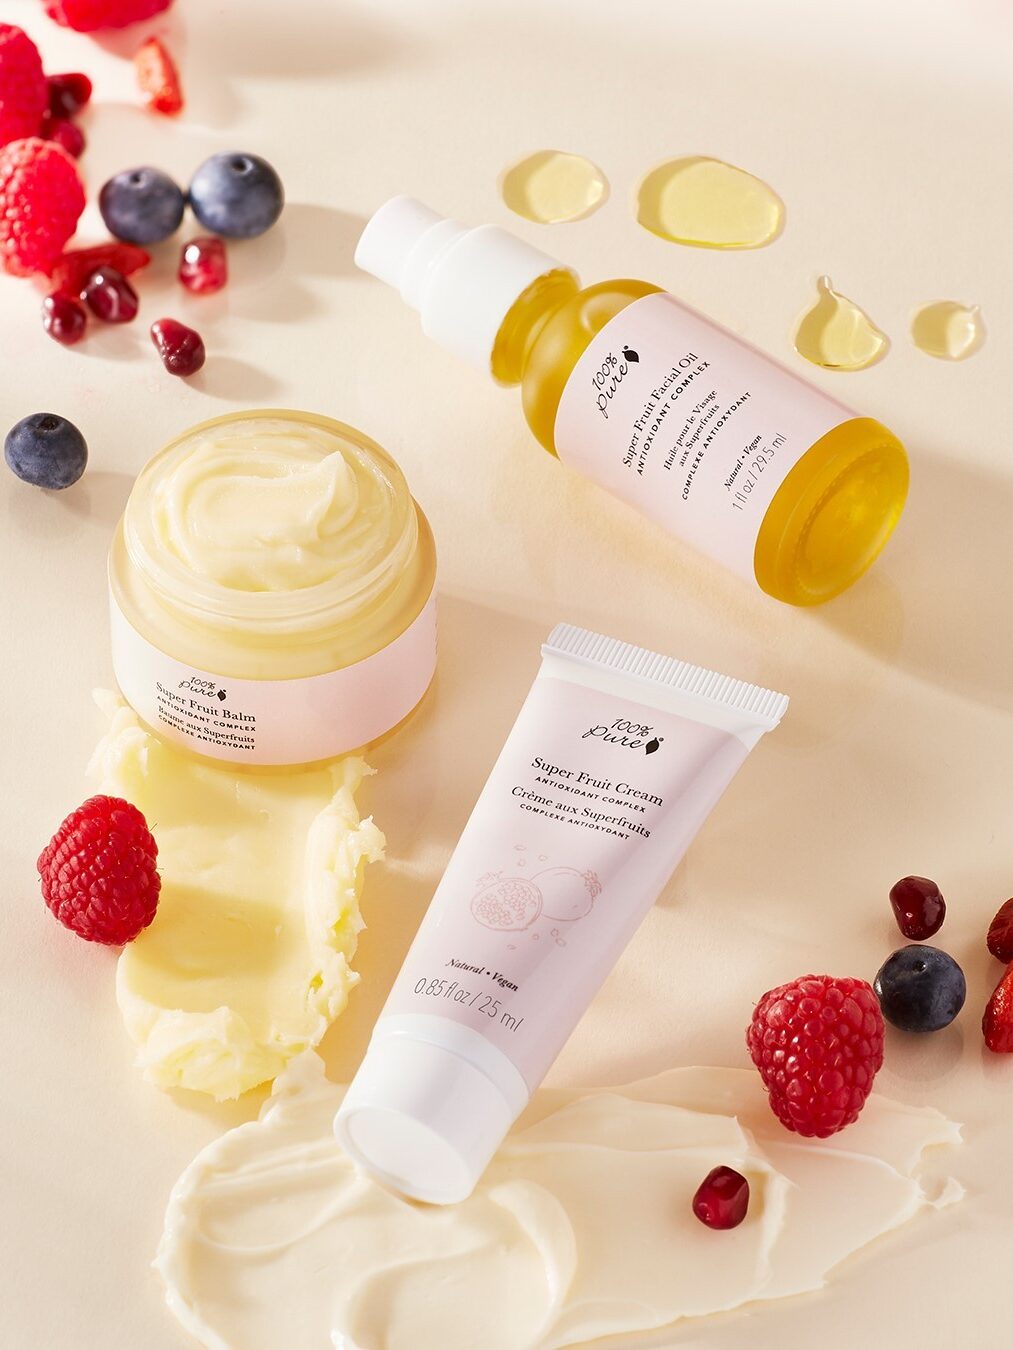 100%
pure
Super Fruit Facial Oil
ANTIOXIDANT COMPLEX
Huile pour le Visage
aux Superfruits
COMPLEXE ANTIOXYDANT
Natural • Vegan
1 fl oz / 29.5 ml
100%
pure
Super Fruit Balm
ANTIOXIDANT COMPLEX
Baume aux Superfruits
COMPLEXE ANTIOXYDANT
100%
pure
Super Fruit Cream
ANTIOXIDANT COMPLEX
Crème aux Superfruits
COMPLEXE ANTIOXYDANT
Natural • Vegan
0.85 fl oz / 25 ml